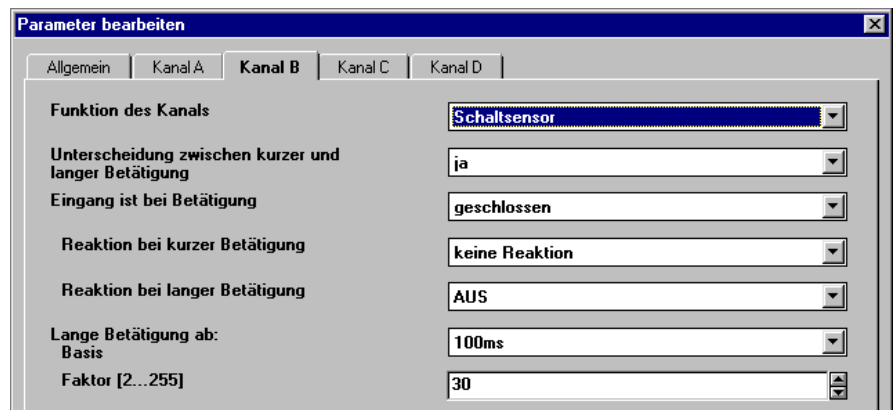 Parameter bearbeiten
Allgemein Kanal A Kanal B Kanal C Kanal D
Funktion des Kanals Schaltsensor
Unterscheidung zwischen kurzer und
langer Betätigung ja
Eingang ist bei Betätigung geschlossen
Reaktion bei kurzer Betätigung keine Reaktion
Reaktion bei langer Betätigung AUS
Lange Betätigung ab:
Basis 100ms
Faktor [2...255] 30